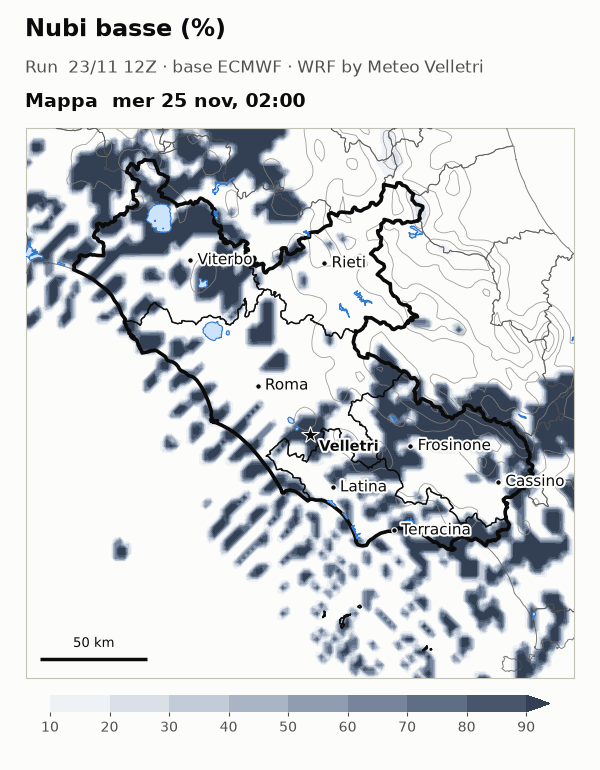 Nubi basse (%)
Run 23/11 12Z · base ECMWF · WRF by Meteo Velletri
Mappa mer 25 nov, 02:00
Viterbo
Rieti
Roma
Velletri
Frosinone
Cassino
Latina
Terracina
50 km
10 20 30 40 50 60 70 80 90